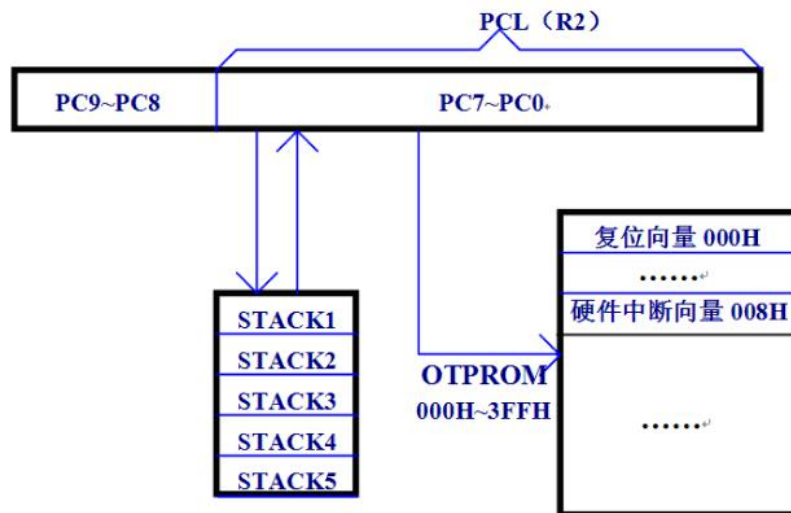 PCL（R2）
PC9~PC8
PC7~PC0
复位向量 000H
......
硬件中断向量 008H
STACK1
STACK2
STACK3
STACK4
STACK5
OTPROM
000H~3FFH
......